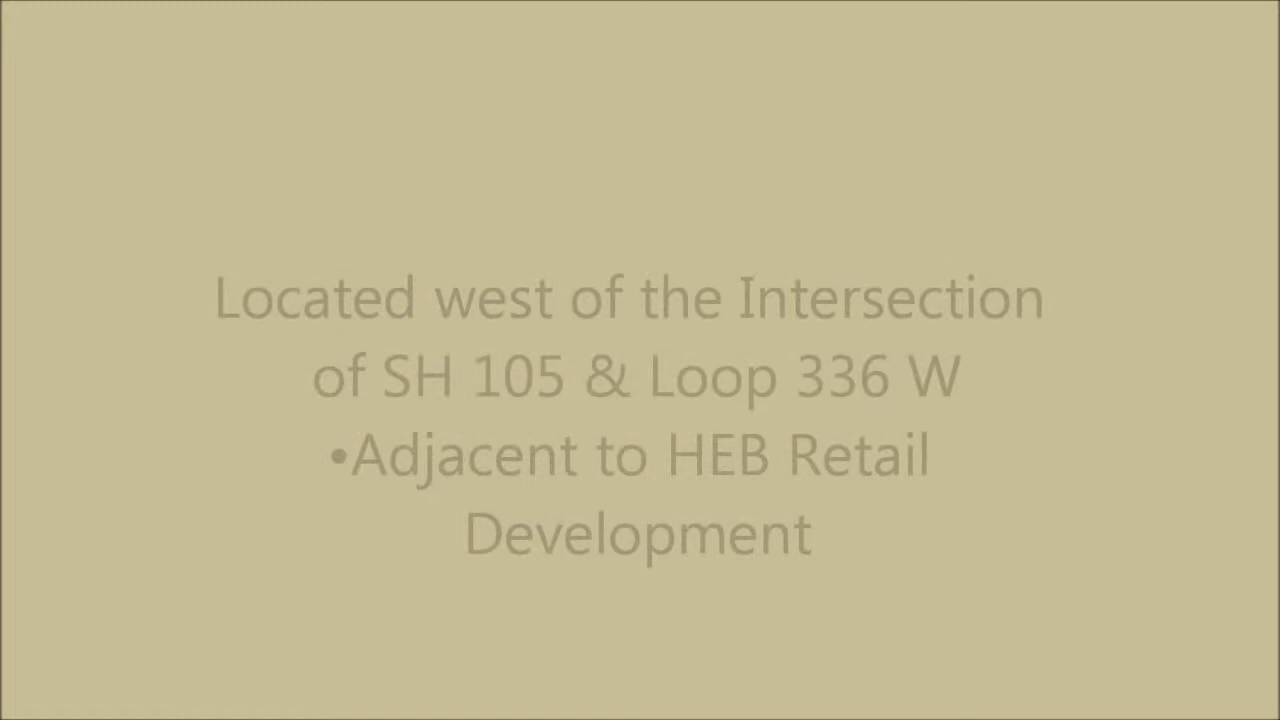 Located west of the Intersection
of SH 105 & Loop 336 W
•Adjacent to HEB Retail
Development